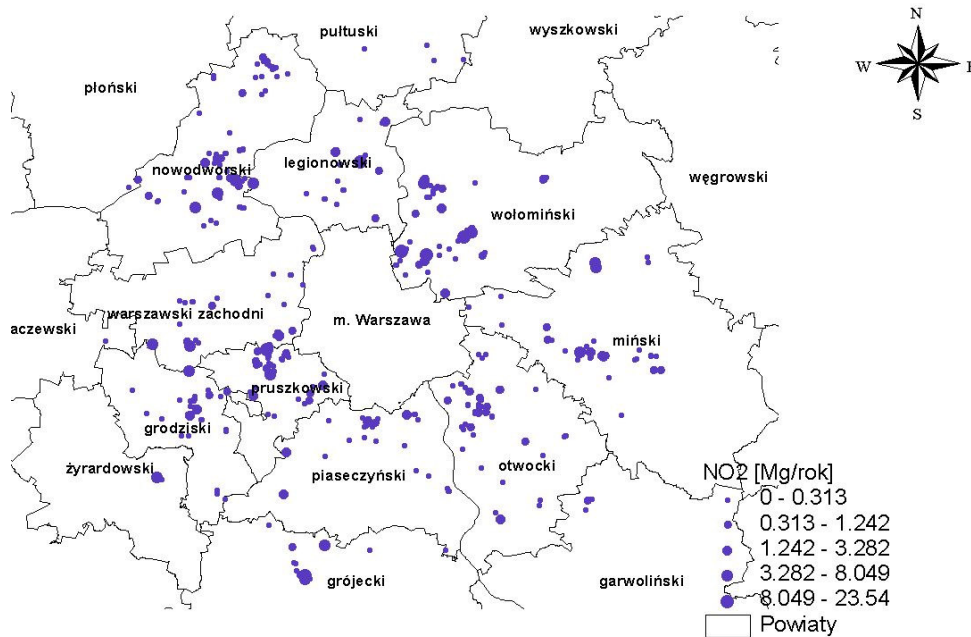 pułtuski
wyszkowski
N
W
E
S
płoński
nowodworski
legionowski
węgrowski
wołomiński
warszawski zachodni
m. Warszawa
aczewski
miński
pruszkowski
grodziski
żyrardowski
piaseczyński
otwocki
grójecki
garwoliński
NO2 [Mg/rok]
0 - 0.313
0.313 - 1.242
1.242 - 3.282
3.282 - 8.049
8.049 - 23.54
Powiaty